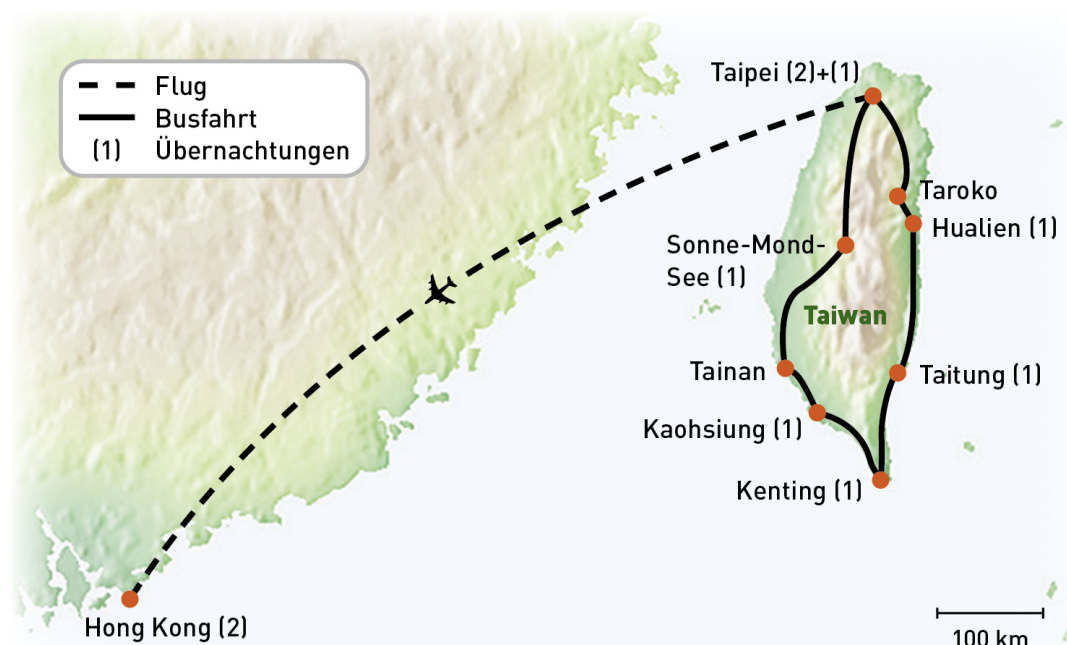 Flug
Busfahrt
(1) Übernachtungen
Taipei (2)+(1)
Taroko
Hualien (1)
Sonne-Mond-
See (1)
Taiwan
Tainan
Taitung (1)
Kaohsiung (1)
Kenting (1)
Hong Kong (2)
100 km